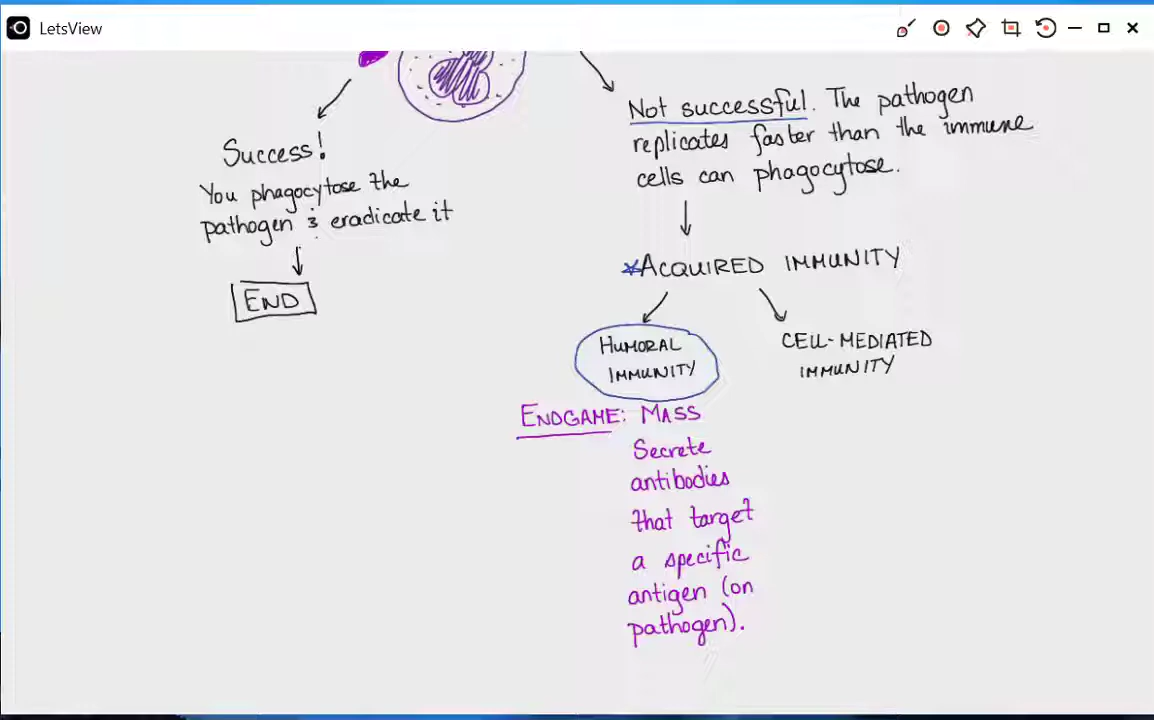 LetsView
Success!
You phagocytose the
pathogen & eradicate it
END
Not successful. The pathogen
replicates faster than the immune
cells can phagocytose.
*ACQUIRED IMMUNITY
HUMORAL
IMMUNITY
CELL-MEDIATED
IMMUNITY
ENDGAME: MASS
Secrete
antibodies
that target
a specific
antigen (on
pathogen).